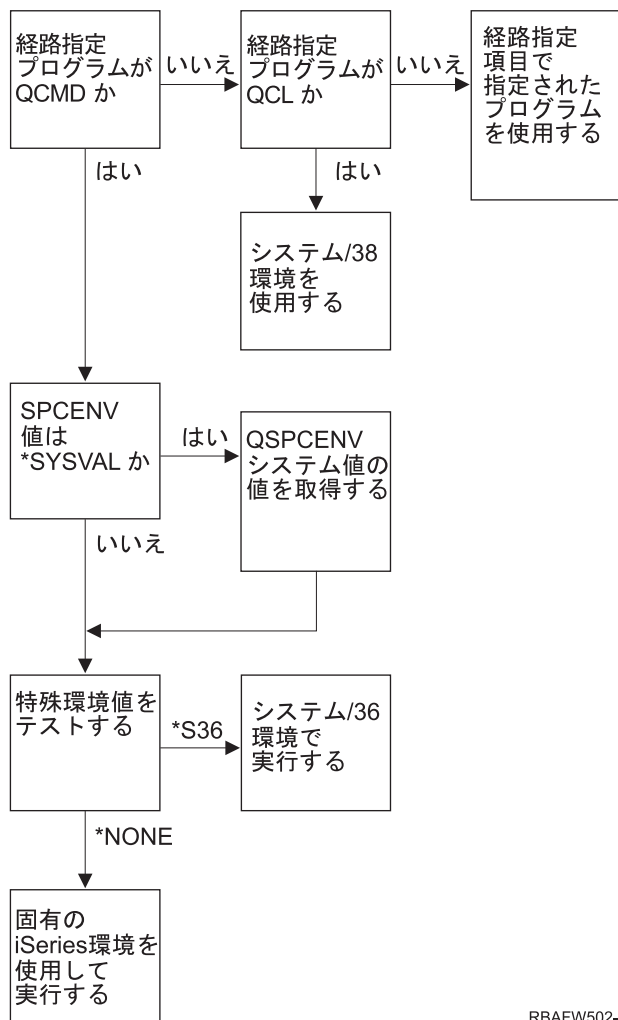 経路指定
プログラムが
QCMD か
いいえ
経路指定
プログラムが
QCL か
いいえ
経路指定
項目で
指定された
プログラム
を使用する
はい
はい
システム/38
環境を
使用する
SPCENV
値は
*SYSVAL か
はい
QSPCENV
システム値の
値を取得する
いいえ
特殊環境値を
テストする
*S36
システム/36
環境で
実行する
*NONE
固有の
iSeries環境を
使用して
実行する
RBAFW502-